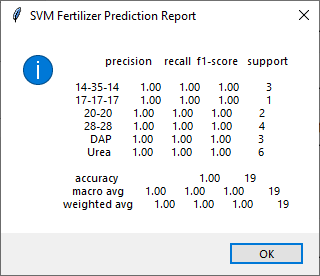 SVM Fertilizer Prediction Report
precision recall f1-score support
14-35-14 1.00 1.00 1.00 3
17-17-17 1.00 1.00 1.00 1
20-20 1.00 1.00 1.00 2
28-28 1.00 1.00 1.00 4
DAP 1.00 1.00 1.00 3
Urea 1.00 1.00 1.00 6
accuracy 1.00 19
macro avg 1.00 1.00 1.00 19
weighted avg 1.00 1.00 1.00 19
OK